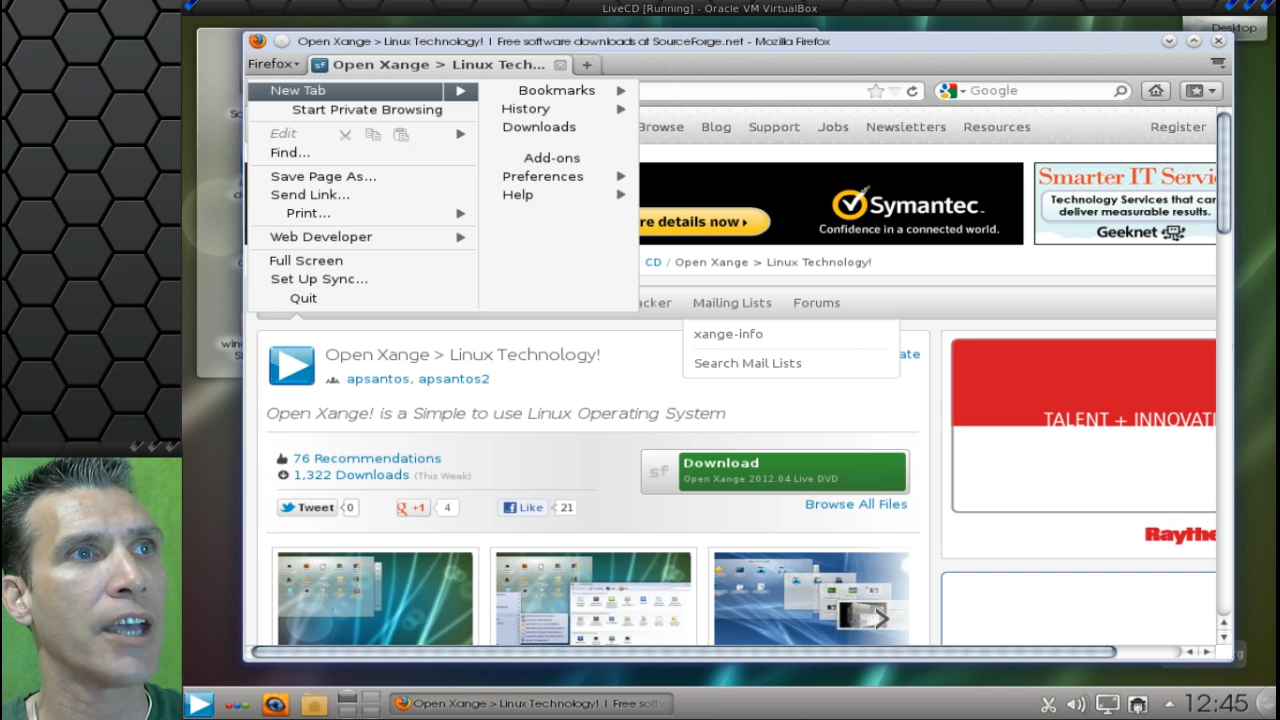 LiveCD [Running] - Oracle VM VirtualBox
Desktop
Open Xange > Linux Technology! | Free software downloads at SourceForge.net - Mozilla Firefox
Firefox
sf Open Xange > Linux Tech...
New Tab
Start Private Browsing
Edit
Find...
Save Page As...
Send Link...
Print...
Web Developer
Full Screen
Set Up Sync...
Quit
Bookmarks
History
Downloads
Add-ons
Preferences
Help
Google
Browse Blog Support Jobs Newsletters Resources Register
re details now
Symantec.
Confidence in a connected world.
Smarter IT Servi
Technology Services that can
deliver measurable results.
Geeknet
CD / Open Xange > Linux Technology!
acker Mailing Lists Forums
xange-info
Search Mail Lists
ate
Open Xange > Linux Technology!
apsantos, apsantos2
Open Xange! is a Simple to use Linux Operating System
76 Recommendations
1,322 Downloads (This Week)
Tweet 0 +1 4 Like 21
sf Download
Open Xange 2012.04 Live DVD
Browse All Files
TALENT + INNOVATI
Raythe
Open Xange > Linux Technology! | Free soft
12:45